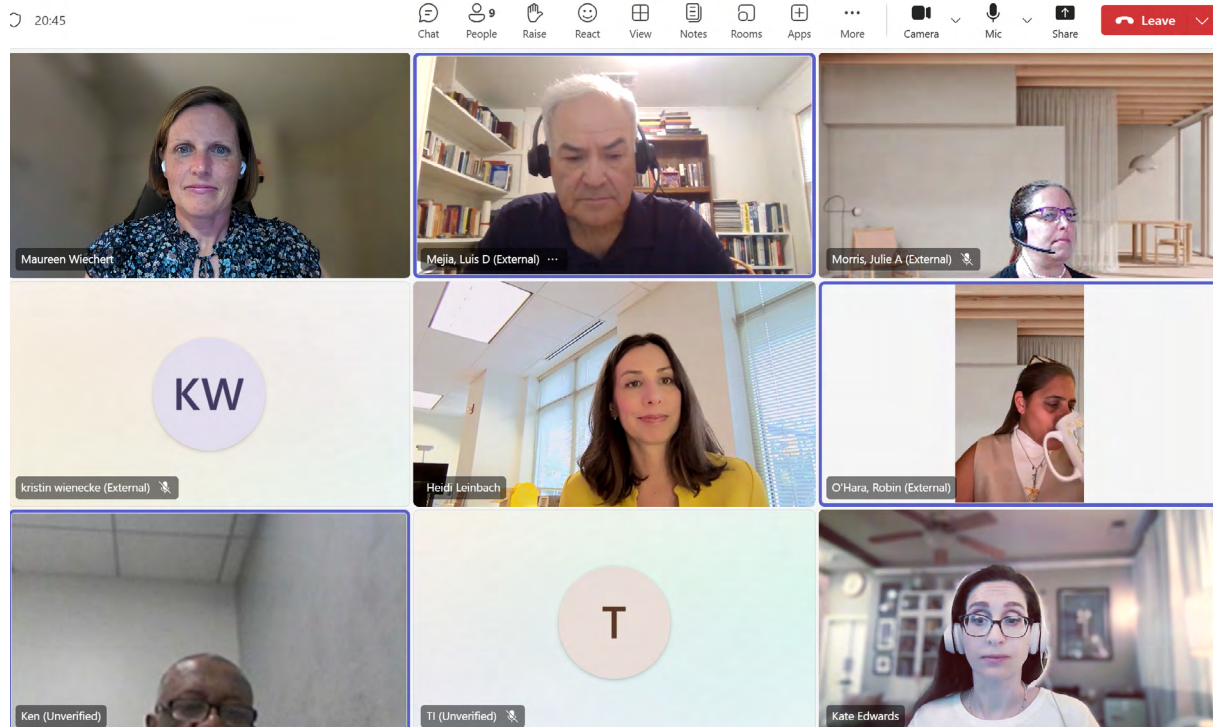 20:45
9
Chat
People
Raise
React
View
Notes
Rooms
Apps
More
Camera
Mic
Share
Leave
Maureen Wiechert
Mejia, Luis D (External)
Morris, Julie A (External)
KW
kristin wienecke (External)
Heidi Leinbach
O'Hara, Robin (External)
Ken (Unverified)
T
TI (Unverified)
Kate Edwards